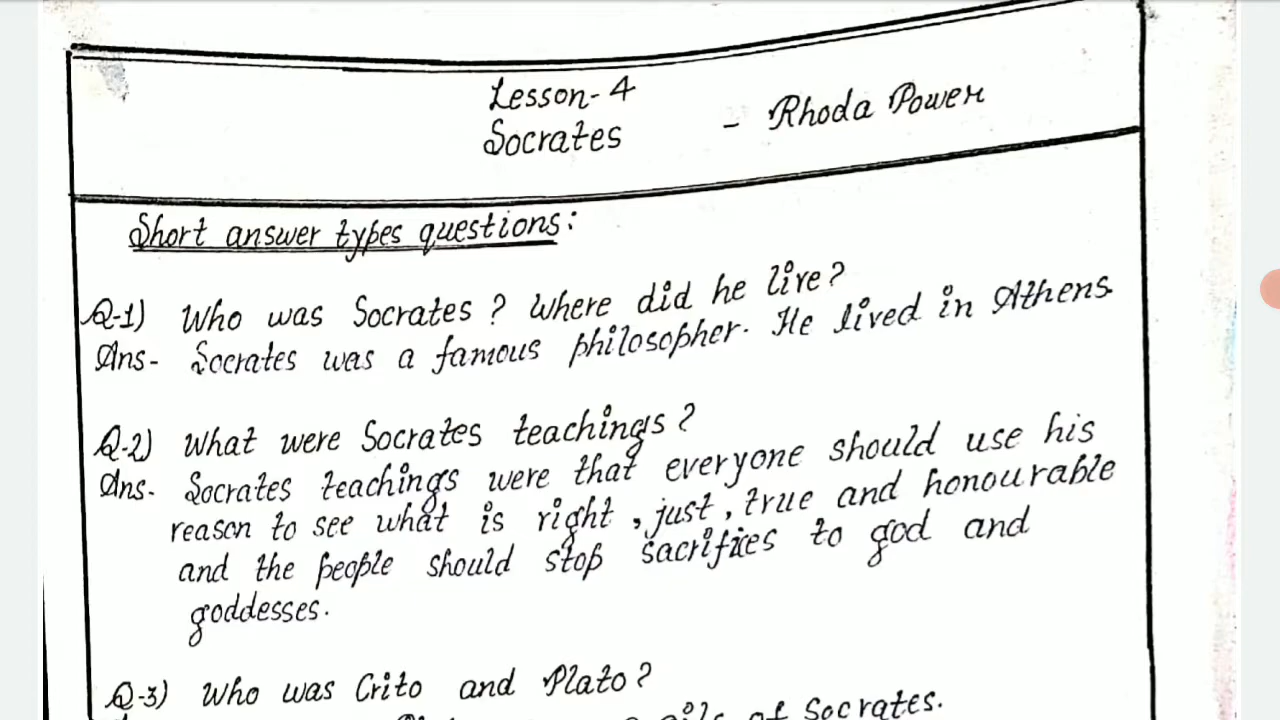 Lesson-4
Socrates - Rhoda Power
Short answer types questions:
Q-1) Who was Socrates? Where did he live?
Ans- Socrates was a famous philosopher. He lived in Athens.
Q-2) What were Socrates teachings?
Ans- Socrates teachings were that everyone should use his
reason to see what is right, just, true and honourable
and the people should stop sacrifices to god and
goddesses.
Q-3) Who was Crito and Plato?
of Socrates.